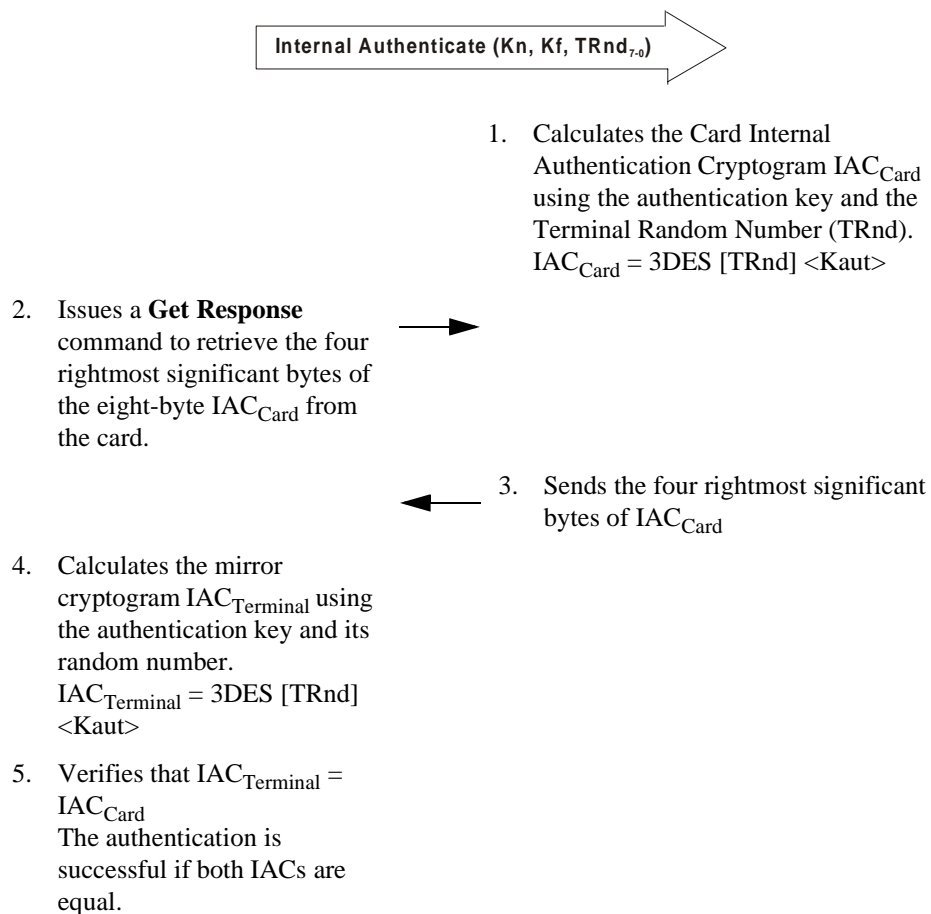 Internal Authenticate (Kn, Kf, TRnd7-0)
1. Calculates the Card Internal
Authentication Cryptogram IACCard
using the authentication key and the
Terminal Random Number (TRnd).
IACCard = 3DES [TRnd] <Kaut>
2. Issues a Get Response
command to retrieve the four
rightmost significant bytes of
the eight-byte IACCard from
the card.
3. Sends the four rightmost significant
bytes of IACCard
4. Calculates the mirror
cryptogram IACTerminal using
the authentication key and its
random number.
IACTerminal = 3DES [TRnd]
<Kaut>
5. Verifies that IACTerminal =
IACCard
The authentication is
successful if both IACs are
equal.